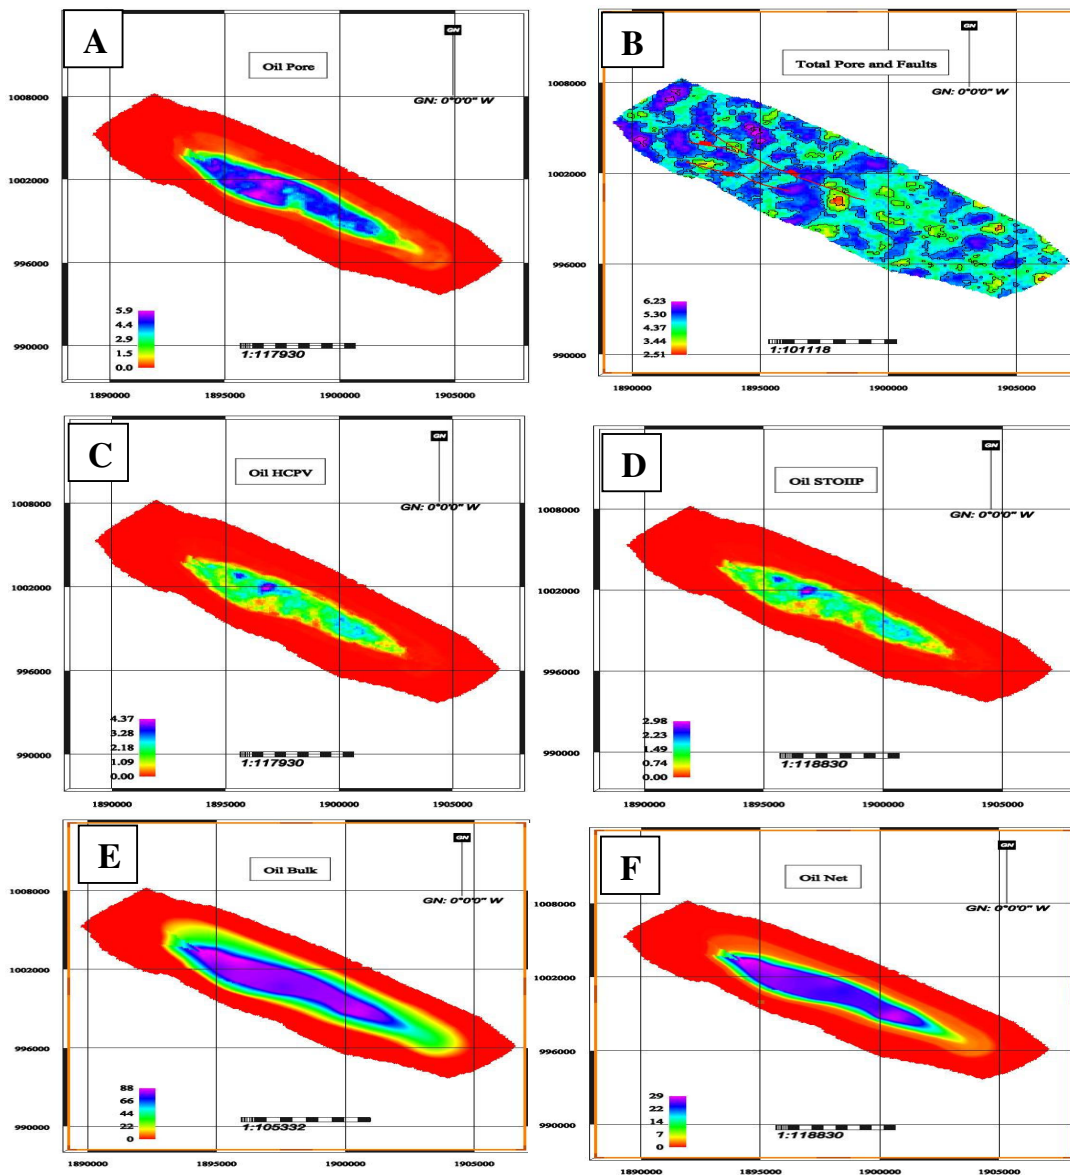 A
Oil Pore
GN
GN: 0°0'0" W
1008000
1002000
996000
990000
5.9
4.4
2.9
1.5
0.0
1:117930
1890000 1895000 1900000 1905000
B
Total Pore and Faults
GN
GN: 0°0'0" W
1008000
1002000
996000
990000
6.23
5.30
4.37
3.44
2.51
1:101118
1890000 1895000 1900000 1905000
C
Oil HCPV
GN
GN: 0°0'0" W
1008000
1002000
996000
990000
4.37
3.28
2.18
1.09
0.00
1:117930
1890000 1895000 1900000 1905000
D
Oil STOIIP
GN
GN: 0°0'0" W
1008000
1002000
996000
990000
2.98
2.23
1.49
0.74
0.00
1:118830
1890000 1895000 1900000 1905000
E
Oil Bulk
GN
GN: 0°0'0" W
1008000
1002000
996000
990000
88
66
44
22
0
1:105332
1890000 1895000 1900000 1905000
F
Oil Net
GN
GN: 0°0'0" W
1008000
1002000
996000
990000
29
22
14
7
0
1:118830
1890000 1895000 1900000 1905000